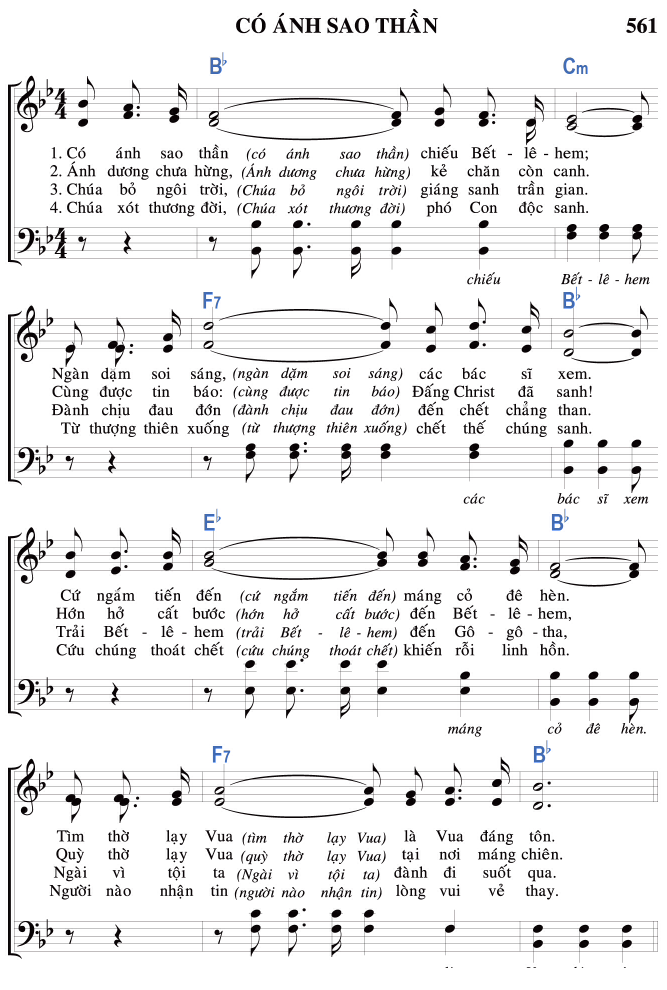 CÓ ÁNH SAO THẦN 561
B♭ Cm
1. Có ánh sao thần (có ánh sao thần) chiếu Bết - lê - hem;
2. Ánh dương chưa hừng, (Ánh dương chưa hừng) kẻ chăn còn canh.
3. Chúa bỏ ngôi trời, (Chúa bỏ ngôi trời) giáng sanh trần gian.
4. Chúa xót thương đời, (Chúa xót thương đời) phó Con độc sanh.
chiếu Bết - lê - hem
F7 B♭
Ngàn dặm soi sáng, (ngàn dặm soi sáng) các bác sĩ xem.
Cùng được tin báo: (cùng được tin báo) Đấng Christ đã sanh!
Đành chịu đau đớn (đành chịu đau đớn) đến chết chẳng than.
Từ thượng thiên xuống (từ thượng thiên xuống) chết thế chúng sanh.
các bác sĩ xem
E♭ B♭
Cứ ngắm tiến đến (cứ ngắm tiến đến) máng cỏ đê hèn.
Hớn hở cất bước (hớn hở cất bước) đến Bết - lê - hem,
Trải Bết - lê - hem (trải Bết - lê - hem) đến Gô - gô - tha,
Cứu chúng thoát chết (cứu chúng thoát chết) khiến rỗi linh hồn.
máng cỏ đê hèn.
F7 B♭
Tìm thờ lạy Vua (tìm thờ lạy Vua) là Vua đáng tôn.
Quỳ thờ lạy Vua (quỳ thờ lạy Vua) tại nơi máng chiên.
Ngài vì tội ta (Ngài vì tội ta) đành đi suốt qua.
Người nào nhận tin (người nào nhận tin) lòng vui vẻ thay.